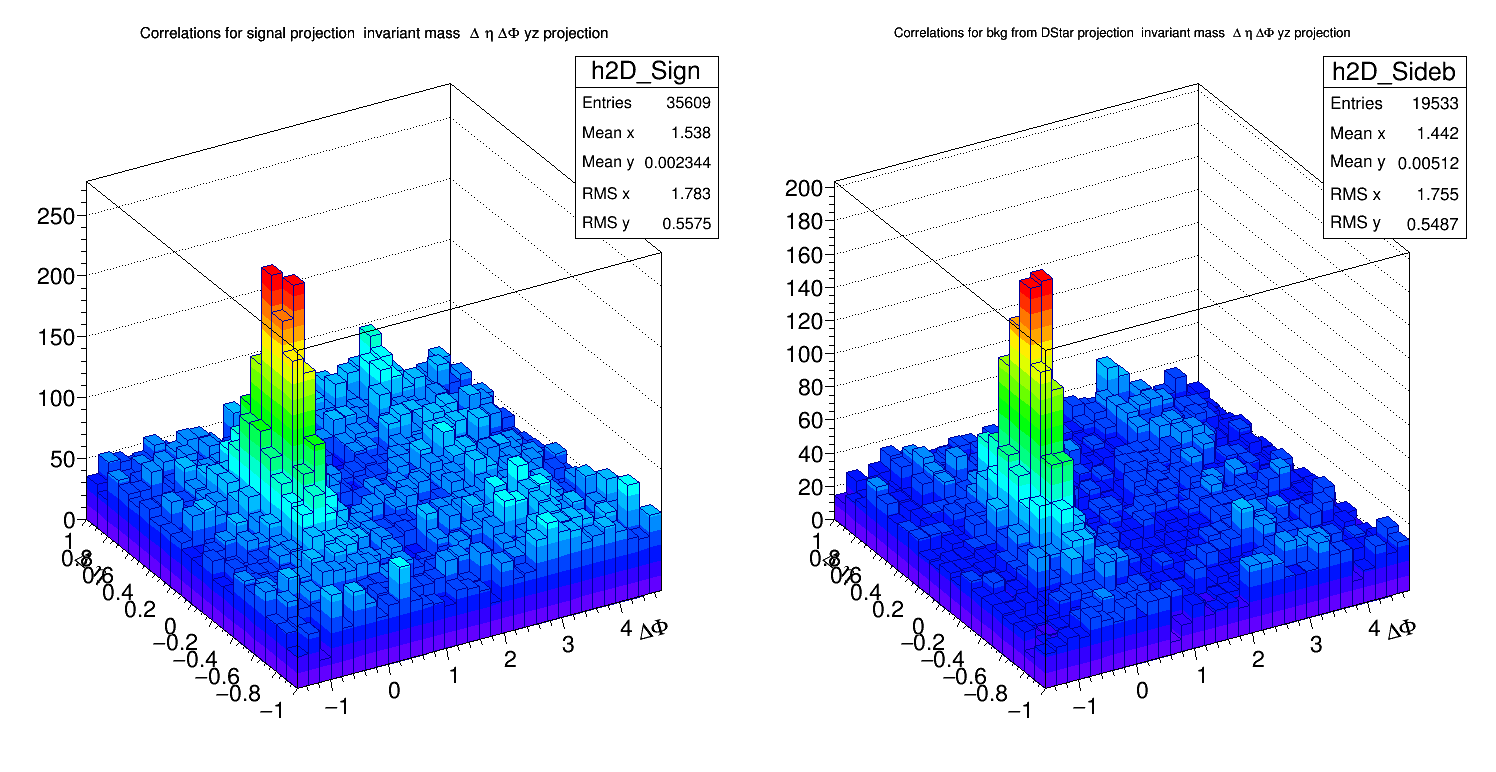 Correlations for signal projection invariant mass Δ η ΔΦ yz projection
h2D_Sign
Entries 35609
Mean x 1.538
Mean y 0.002344
RMS x 1.783
RMS y 0.5575
250
200
150
100
50
0
1
0.8
0.6
0.4
0.2
0
−0.2
−0.4
−0.6
−0.8
−1
Δ η
−1
0
1
2
3
4
ΔΦ
Correlations for bkg from DStar projection invariant mass Δ η ΔΦ yz projection
h2D_Sideb
Entries 19533
Mean x 1.442
Mean y 0.00512
RMS x 1.755
RMS y 0.5487
200
180
160
140
120
100
80
60
40
20
0
1
0.8
0.6
0.4
0.2
0
−0.2
−0.4
−0.6
−0.8
−1
Δ η
−1
0
1
2
3
4
ΔΦ